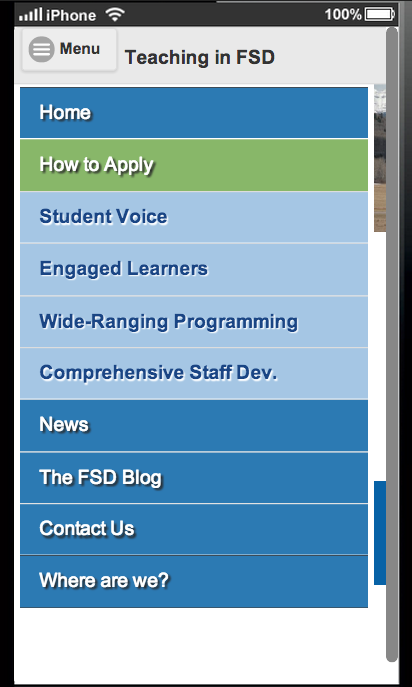 iPhone 100%
Menu Teaching in FSD
Home
How to Apply
Student Voice
Engaged Learners
Wide-Ranging Programming
Comprehensive Staff Dev.
News
The FSD Blog
Contact Us
Where are we?